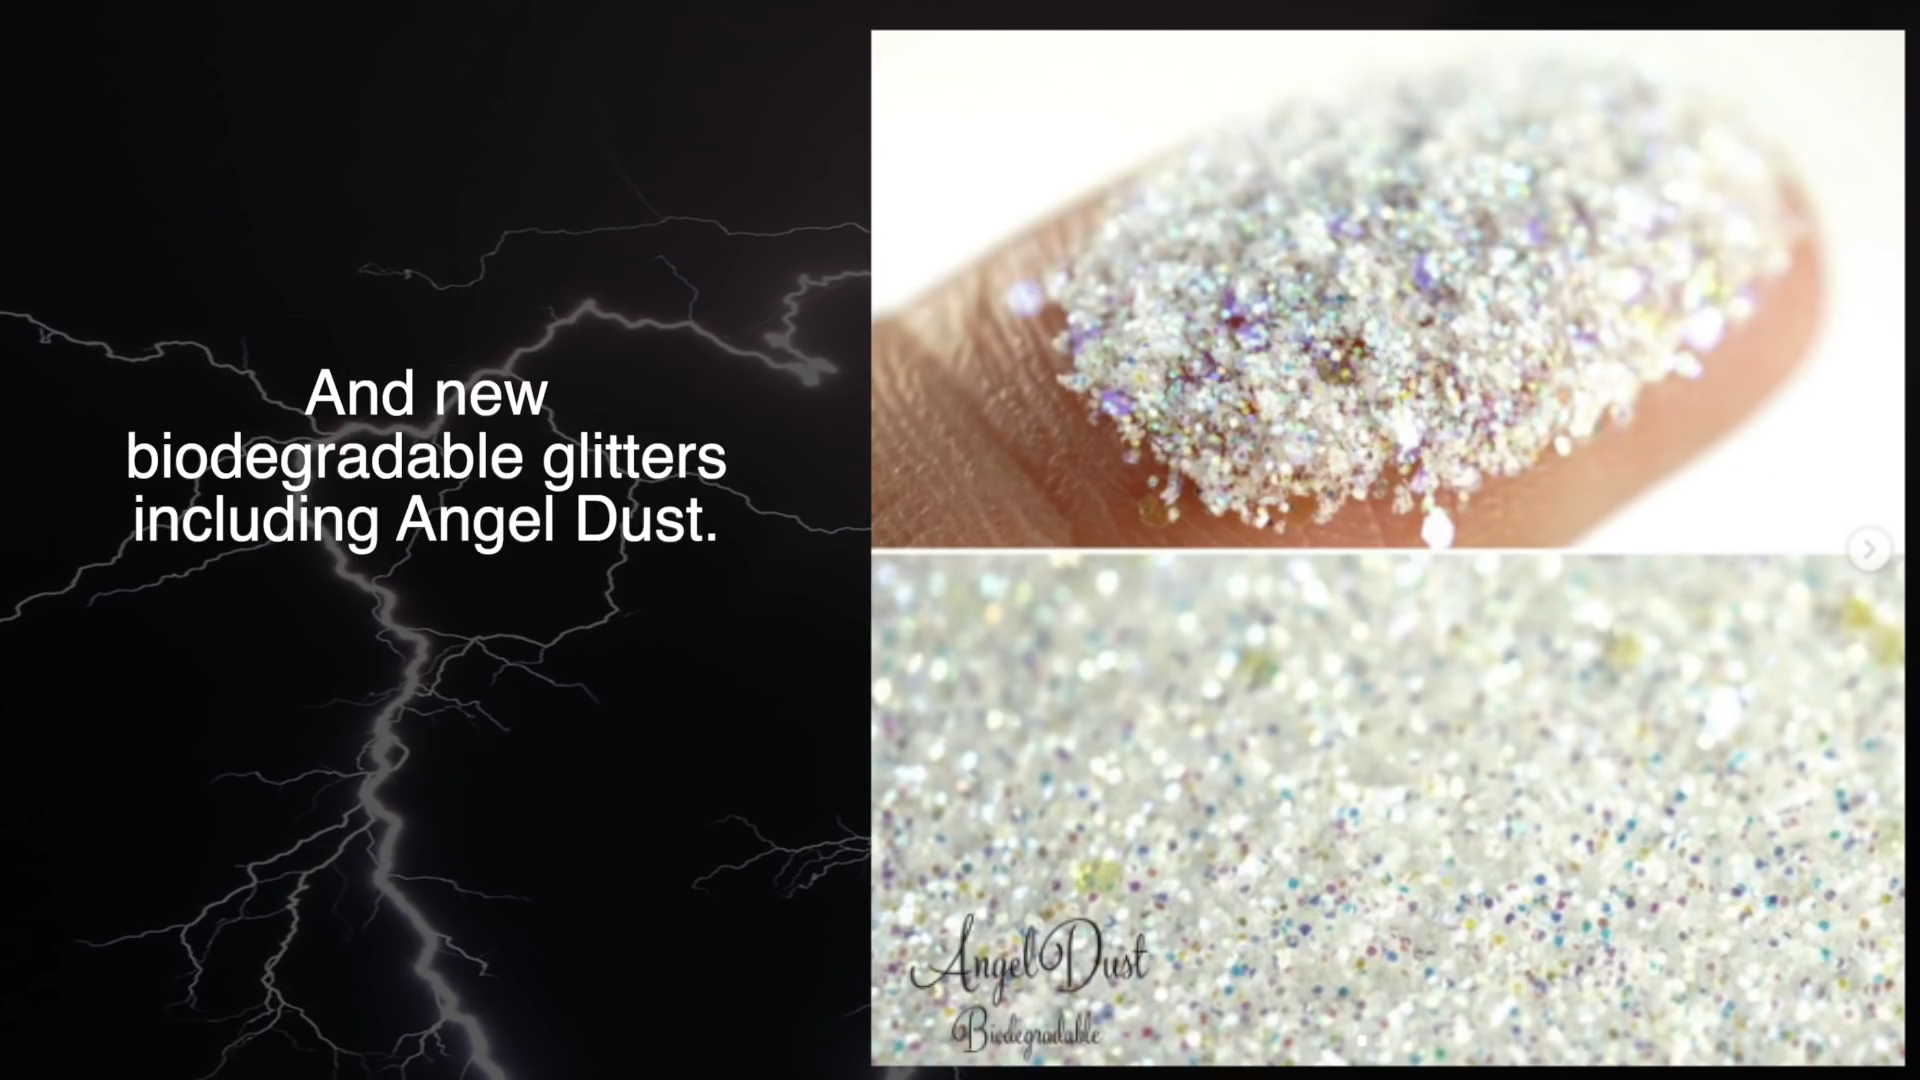 And new
biodegradable glitters
including Angel Dust.
Angel Dust
Biodegradable